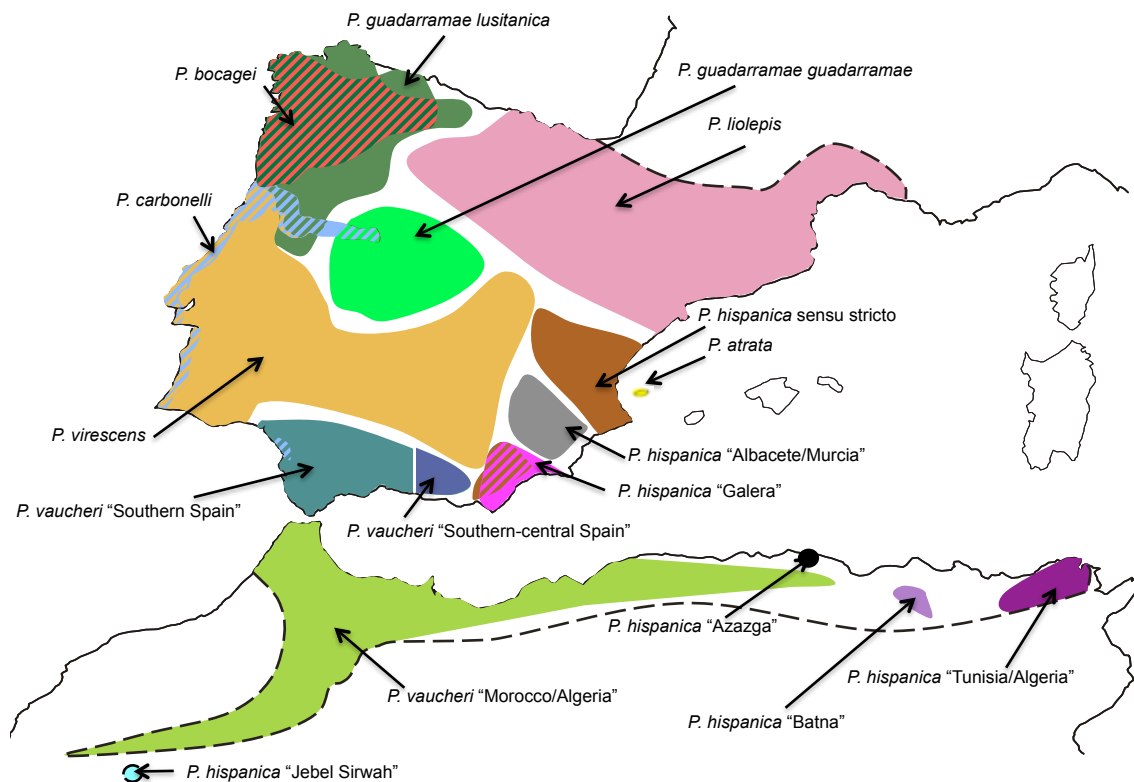 P. guadarramae lusitanica
P. bocagei
P. guadarramae guadarramae
P. liolepis
P. carbonelli
P. hispanica sensu stricto
P. atrata
P. virescens
P. hispanica “Albacete/Murcia”
P. hispanica “Galera”
P. vaucheri “Southern Spain”
P. vaucheri “Southern-central Spain”
P. hispanica “Azazga”
P. hispanica “Tunisia/Algeria”
P. vaucheri “Morocco/Algeria”
P. hispanica “Batna”
P. hispanica “Jebel Sirwah”